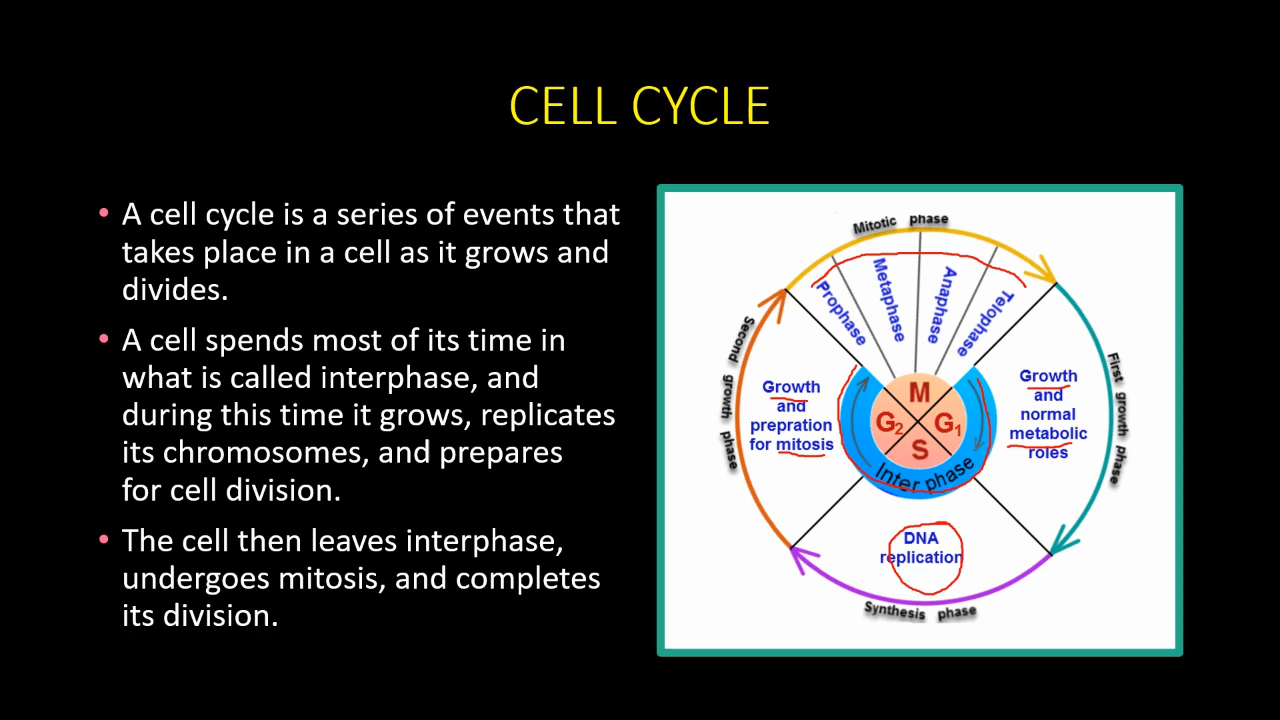 CELL CYCLE
• A cell cycle is a series of events that
takes place in a cell as it grows and
divides.
• A cell spends most of its time in
what is called interphase, and
during this time it grows, replicates
its chromosomes, and prepares
for cell division.
• The cell then leaves interphase,
undergoes mitosis, and completes
its division.
Mitotic phase
Prophase
Metaphase
Anaphase
Telophase
Second growth phase
First growth phase
Growth
and
prepration
for mitosis
Growth
and
normal
metabolic
roles
M
G₂
G₁
S
Inter phase
DNA
replication
Synthesis phase